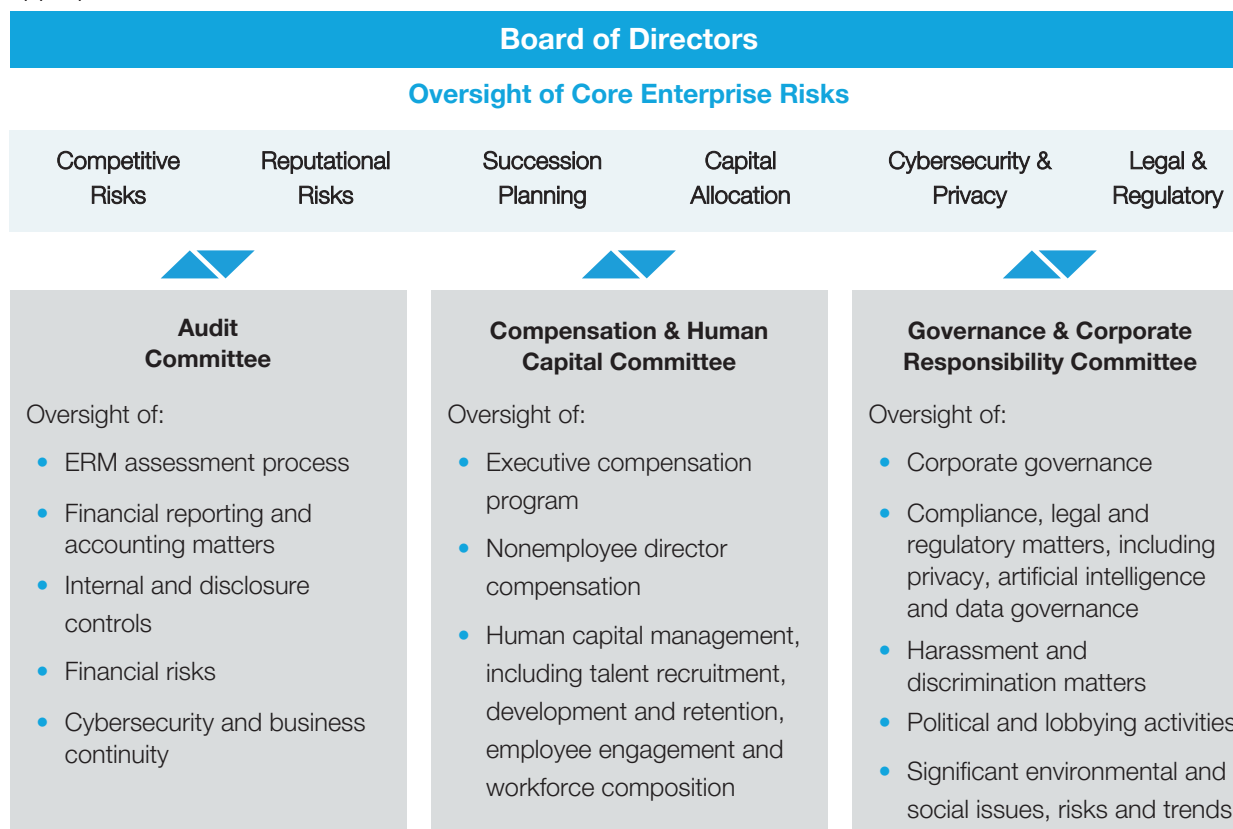 Board of Directors
Oversight of Core Enterprise Risks
Competitive
Risks
Reputational
Risks
Succession
Planning
Capital
Allocation
Cybersecurity &
Privacy
Legal &
Regulatory
Audit
Committee
Oversight of:
• ERM assessment process
• Financial reporting and
accounting matters
• Internal and disclosure
controls
• Financial risks
• Cybersecurity and business
continuity
Compensation & Human
Capital Committee
Oversight of:
• Executive compensation
program
• Nonemployee director
compensation
• Human capital management,
including talent recruitment,
development and retention,
employee engagement and
workforce composition
Governance & Corporate
Responsibility Committee
Oversight of:
• Corporate governance
• Compliance, legal and
regulatory matters, including
privacy, artificial intelligence
and data governance
• Harassment and
discrimination matters
• Political and lobbying activities
• Significant environmental and
social issues, risks and trends